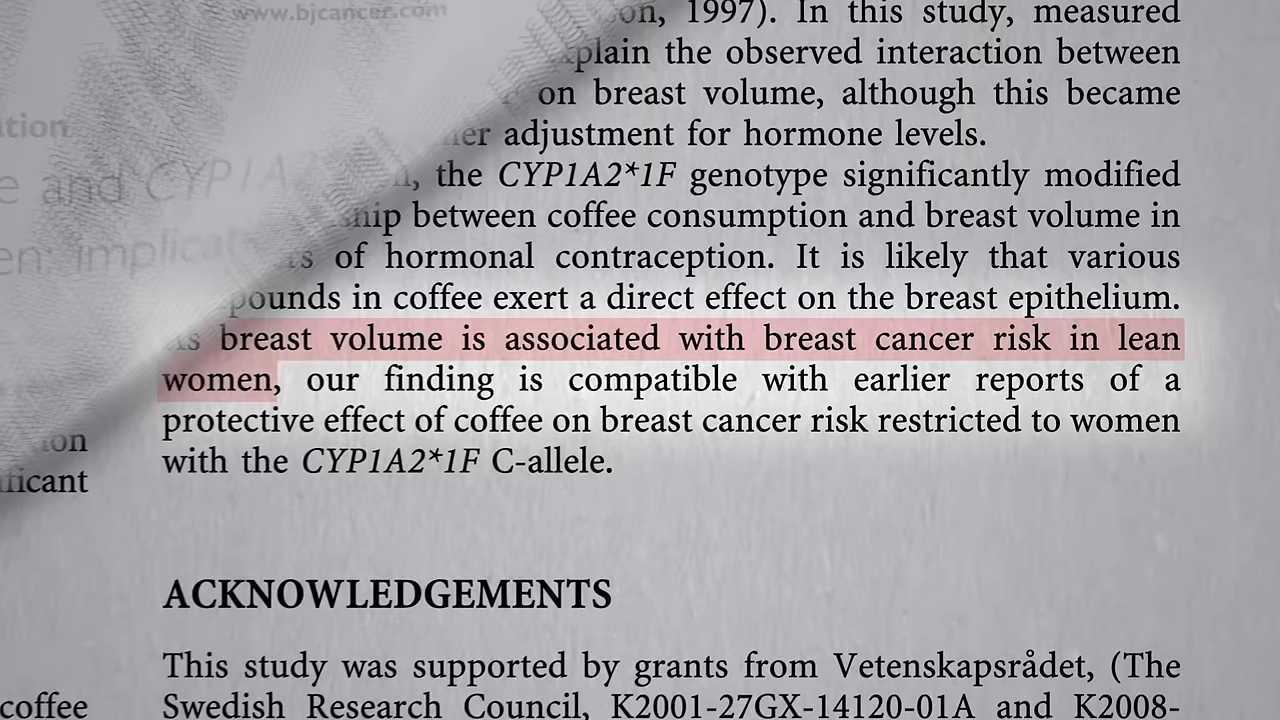 www.bjcancer.com
tion
e and CYP1A
en: implicat
ion
ificant
coffee
on, 1997). In this study, measured
xplain the observed interaction between
on breast volume, although this became
her adjustment for hormone levels.
n, the CYP1A2*1F genotype significantly modified
ship between coffee consumption and breast volume in
rs of hormonal contraception. It is likely that various
pounds in coffee exert a direct effect on the breast epithelium.
As breast volume is associated with breast cancer risk in lean
women, our finding is compatible with earlier reports of a
protective effect of coffee on breast cancer risk restricted to women
with the CYP1A2*1F C-allele.
ACKNOWLEDGEMENTS
This study was supported by grants from Vetenskapsrådet, (The
Swedish Research Council, K2001-27GX-14120-01A and K2008-